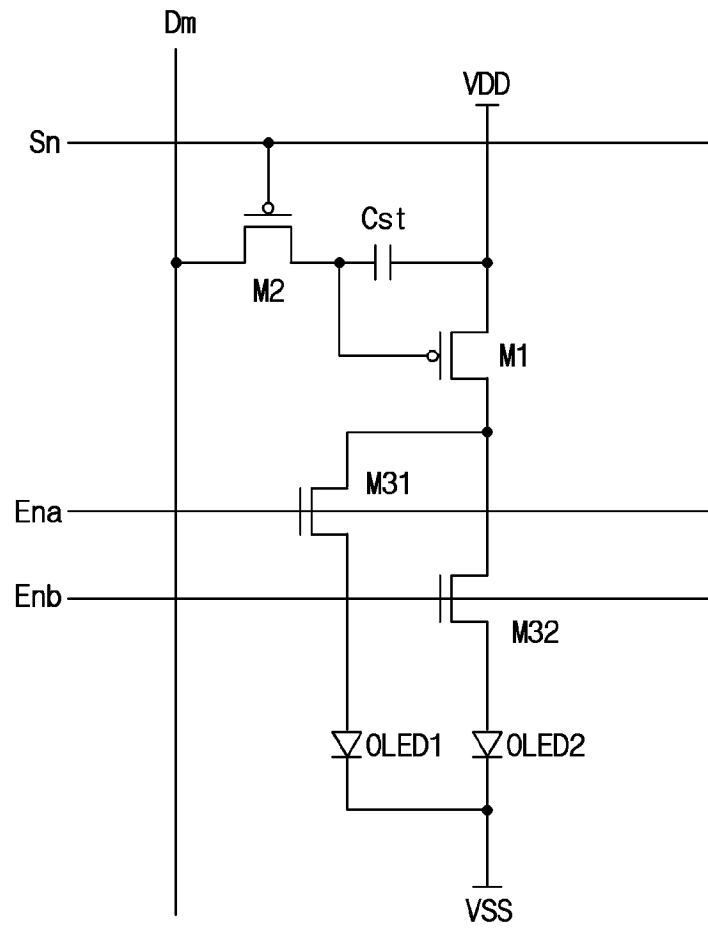 Dm
VDD
Sn
Cst
M2
M1
M31
Ena
Enb
M32
OLED1
OLED2
VSS